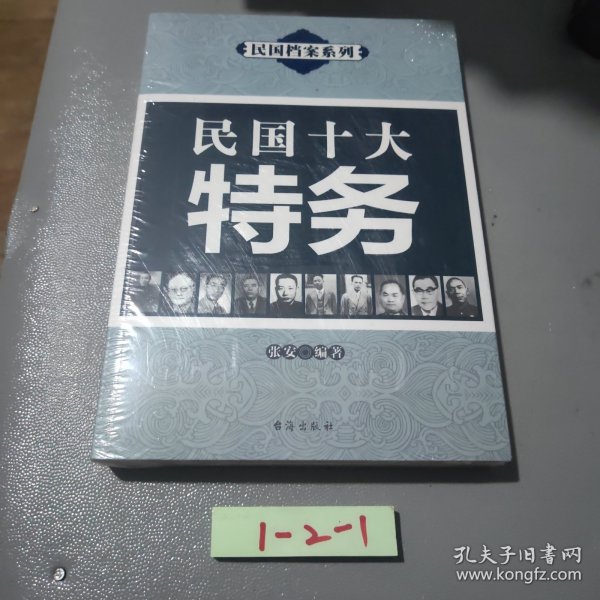 民国档案系列
民国十大
特务
张安 编著
台海出版社
1-2-1
孔夫子旧书网
www.kongfz.com